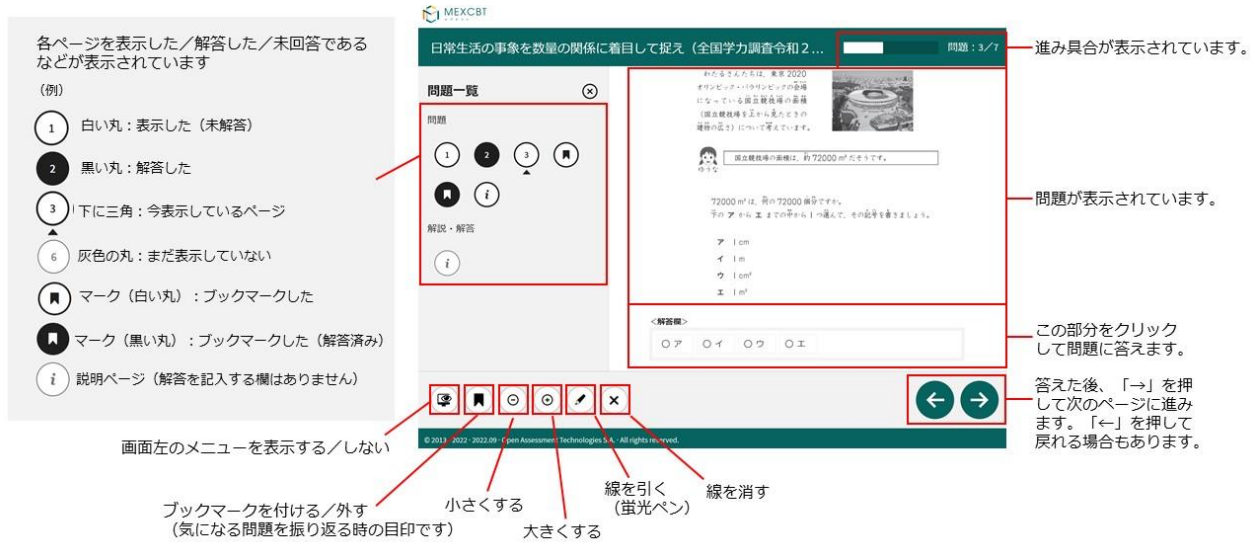 各ページを表示した／解答した／未回答である
などが表示されています
（例）
1 白い丸：表示した（未解答）
2 黒い丸：解答した
3 下に三角：今表示しているページ
6 灰色の丸：まだ表示していない
マーク（白い丸）：ブックマークした
マーク（黒い丸）：ブックマークした（解答済み）
i 説明ページ（解答を記入する欄はありません）
MEXCBT
日常生活の事象を数量の関係に着目して捉え（全国学力調査令和２...
問題：3／7
問題一覧
問題
1 2 3
i
解説・解答
i
わたるさんたちは、東京2020
オリンピック・パラリンピックの会場
になっている国立競技場の面積
（国立競技場を上から見たときの
建物の広さ）について考えています。
ゆうな
国立競技場の面積は、約 72000 m² だそうです。
72000 m² は、何の 72000 個分ですか。
下の ア から エ までの中から 1 つ選んで、その記号を書きましょう。
ア 1 cm
イ 1 m
ウ 1 cm²
エ 1 m²
<解答欄>
ア イ ウ エ
© 2013 - 2022 · 2022.09 · Open Assessment Technologies S.A. · All rights reserved.
進み具合が表示されています。
問題が表示されています。
この部分をクリック
して問題に答えます。
答えた後、「→」を押
して次のページに進み
ます。「←」を押して
戻れる場合もあります。
画面左のメニューを表示する／しない
ブックマークを付ける／外す
（気になる問題を振り返る時の目印です）
小さくする
大きくする
線を引く
（蛍光ペン）
線を消す